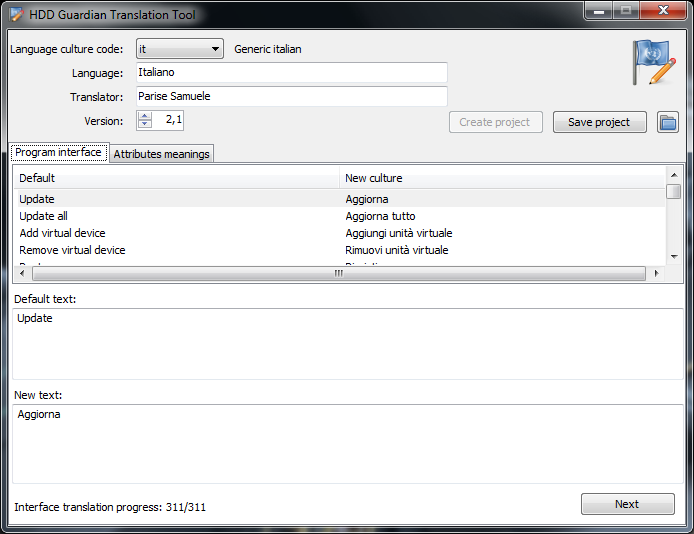 HDD Guardian Translation Tool
Language culture code: it Generic italian
Language: Italiano
Translator: Parise Samuele
Version: 2,1
Create project Save project
Program interface Attributes meanings
Default New culture
Update Aggiorna
Update all Aggiorna tutto
Add virtual device Aggiungi unità virtuale
Remove virtual device Rimuovi unità virtuale
Default text:
Update
New text:
Aggiorna
Interface translation progress: 311/311
Next